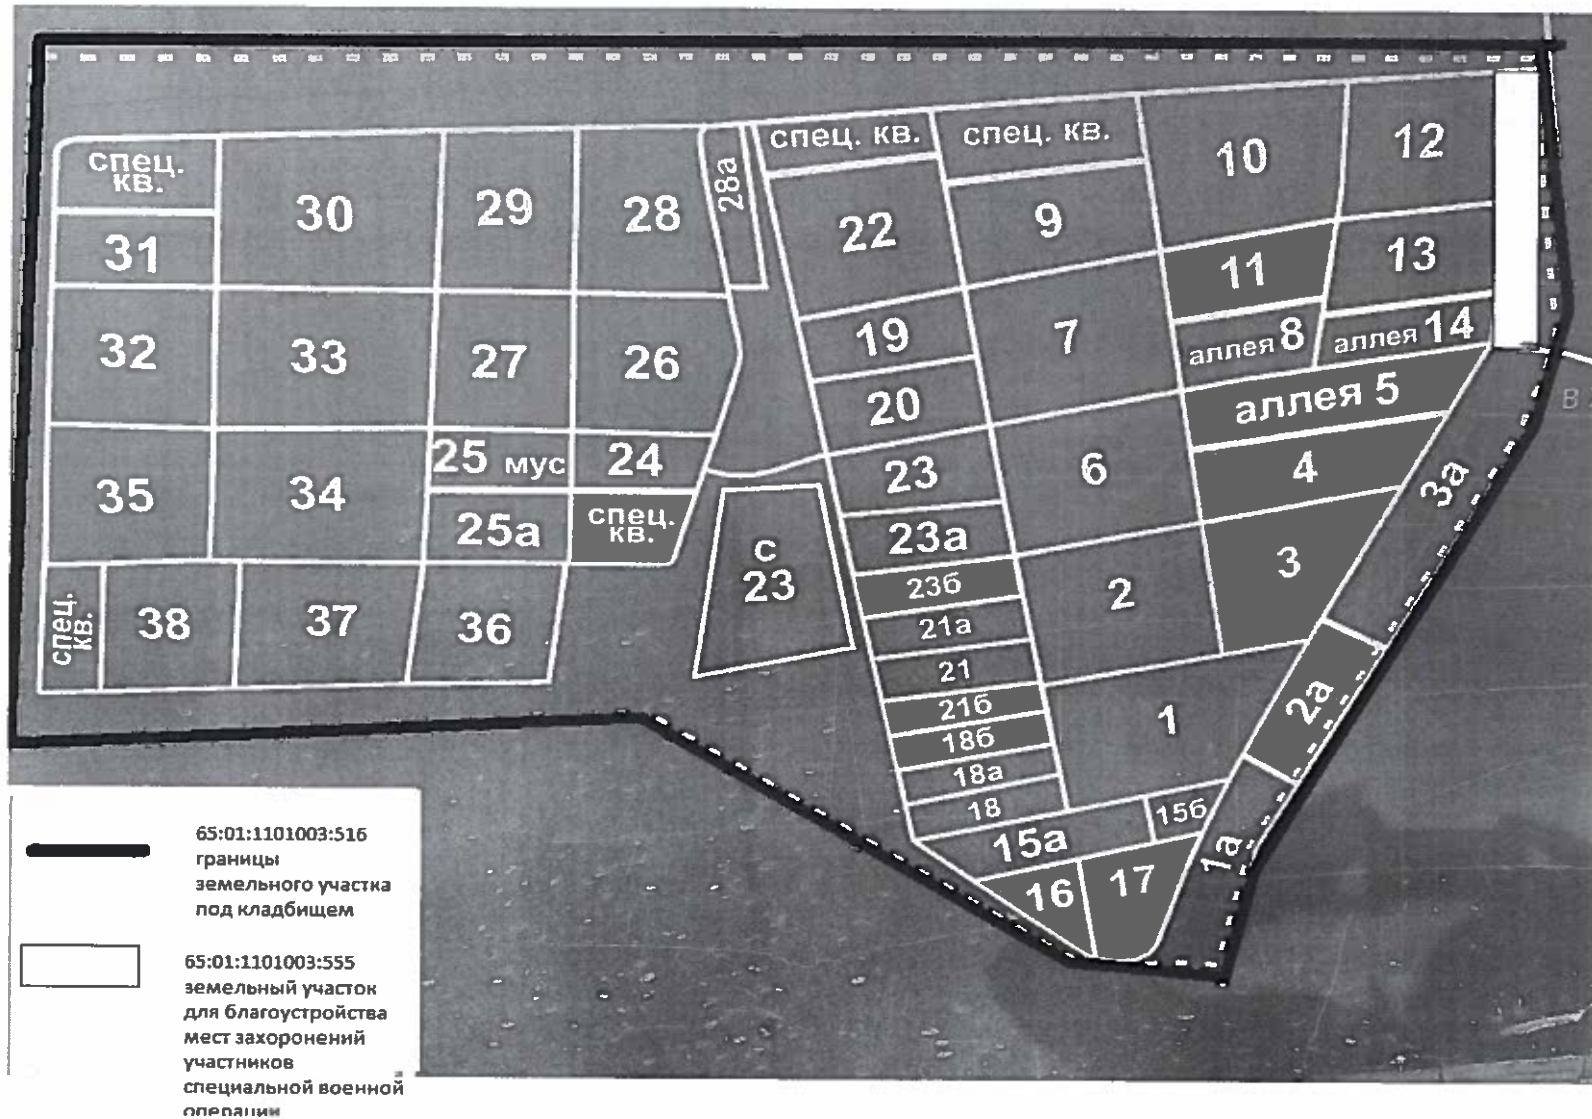 спец.
кв.
30
29
28
28а
спец. кв.
спец. кв.
10
12
31
22
9
11
13
32
33
27
26
19
7
аллея 8
аллея 14
20
аллея 5
35
34
25 мус
24
23
6
4
3а
25а
спец.
кв.
с
23
23а
3
спец.
кв.
38
37
36
23б
2
21а
21
2а
21б
1
18б
18а
18
15б
15а
1а
16
17
В
65:01:1101003:516
границы
земельного участка
под кладбищем
65:01:1101003:555
земельный участок
для благоустройства
мест захоронений
участников
специальной военной
операции